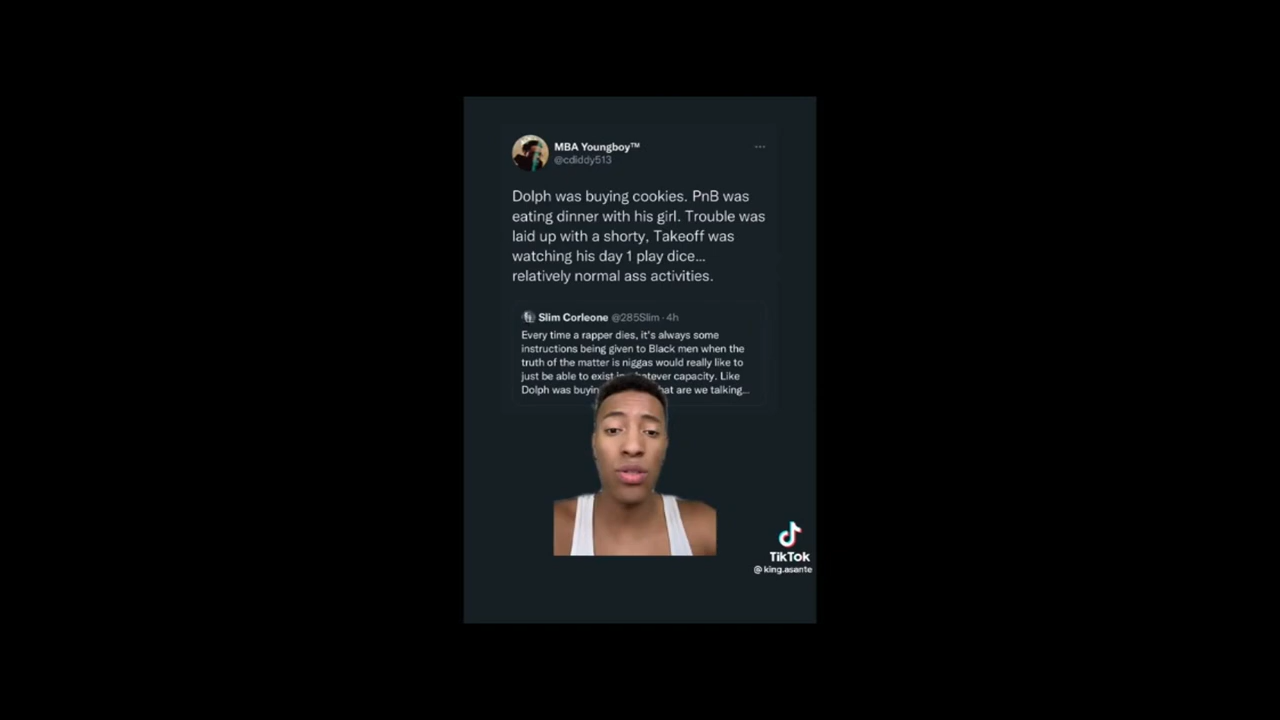 MBA Youngboy™
@cdiddy513
Dolph was buying cookies. PnB was
eating dinner with his girl. Trouble was
laid up with a shorty, Takeoff was
watching his day 1 play dice...
relatively normal ass activities.
Slim Corleone @285Slim · 4h
Every time a rapper dies, it's always some
instructions being given to Black men when the
truth of the matter is niggas would really like to
just be able to exist capacity. Like
Dolph was are we talking...
TikTok
@king.asante